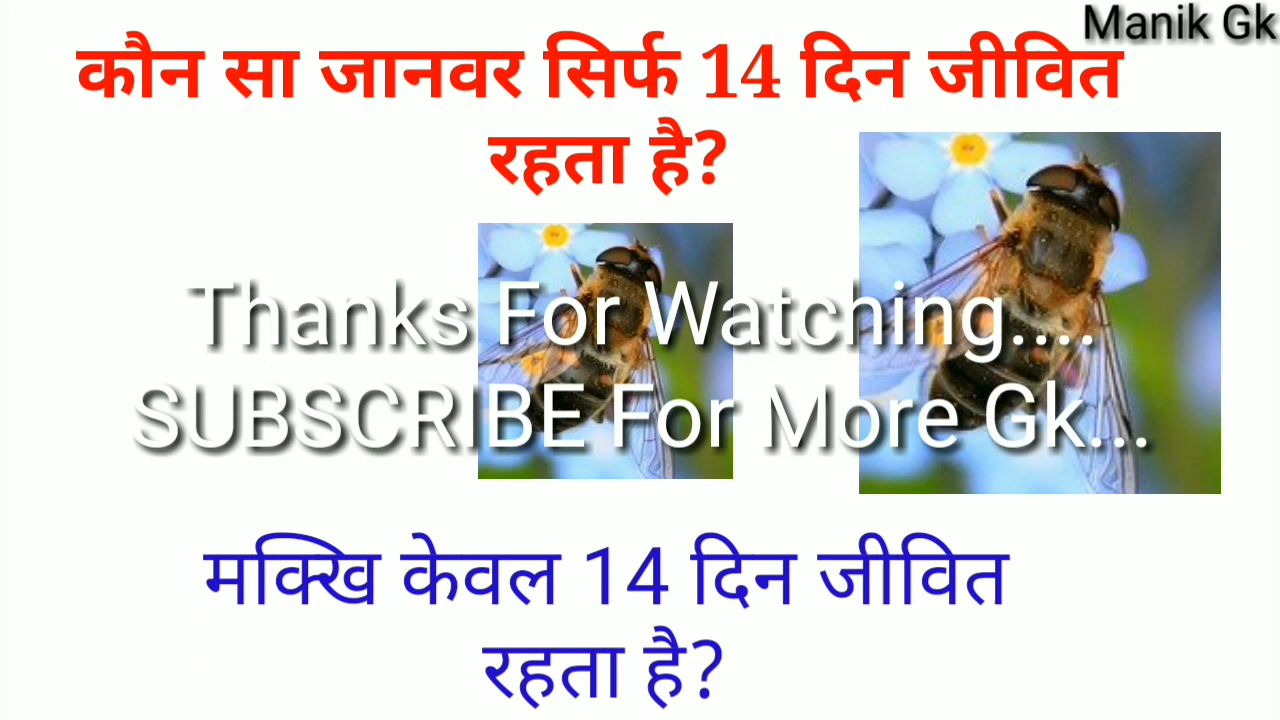 Manik Gk
कौन सा जानवर सिर्फ 14 दिन जीवित
रहता है?
Thanks For Watching....
SUBSCRIBE For More Gk...
मक्खि केवल 14 दिन जीवित
रहता है?